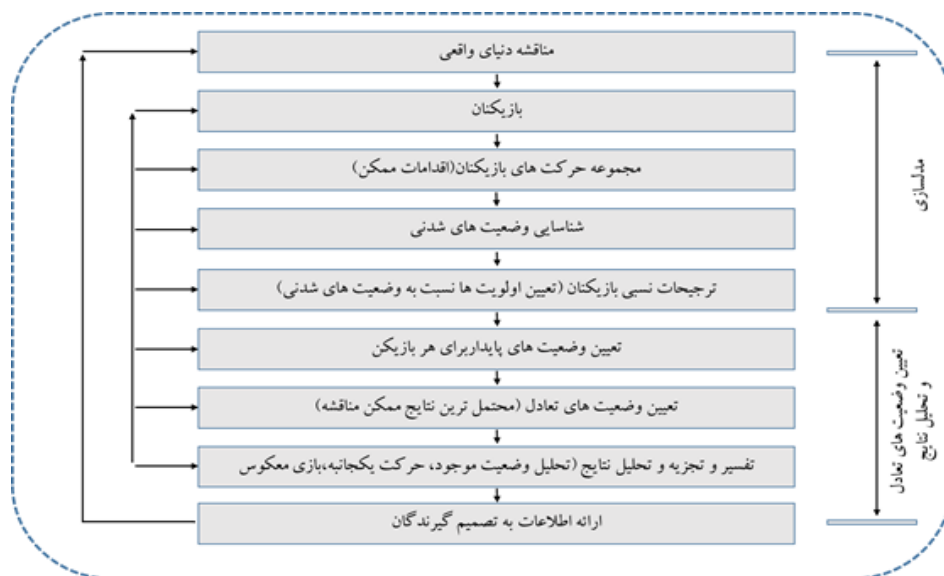 مناقشه دنیای واقعی
بازیکنان
مجموعه حرکت های بازیکنان(اقدامات ممکن)
شناسایی وضعیت های شدنی
ترجیحات نسبی بازیکنان (تعیین اولویت ها نسبت به وضعیت های شدنی)
تعیین وضعیت های پایداربرای هر بازیکن
تعیین وضعیت های تعادل (محتمل ترین نتایج ممکن مناقشه)
تفسیر و تجزیه و تحلیل نتایج (تحلیل وضعیت موجود، حرکت یکجانبه،بازی معکوس
ارائه اطلاعات به تصمیم گیرندگان
مدلسازی
تعیین وضعیت های تعادل
و تحلیل نتایج